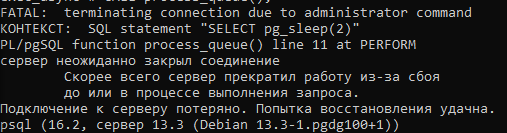 FATAL:  terminating connection due to administrator command
КОНТЕКСТ:  SQL statement "SELECT pg_sleep(2)"
PL/pgSQL function process_queue() line 11 at PERFORM
сервер неожиданно закрыл соединение
        Скорее всего сервер прекратил работу из-за сбоя
        до или в процессе выполнения запроса.
Подключение к серверу потеряно. Попытка восстановления удачна.
psql (16.2, сервер 13.3 (Debian 13.3-1.pgdg100+1))